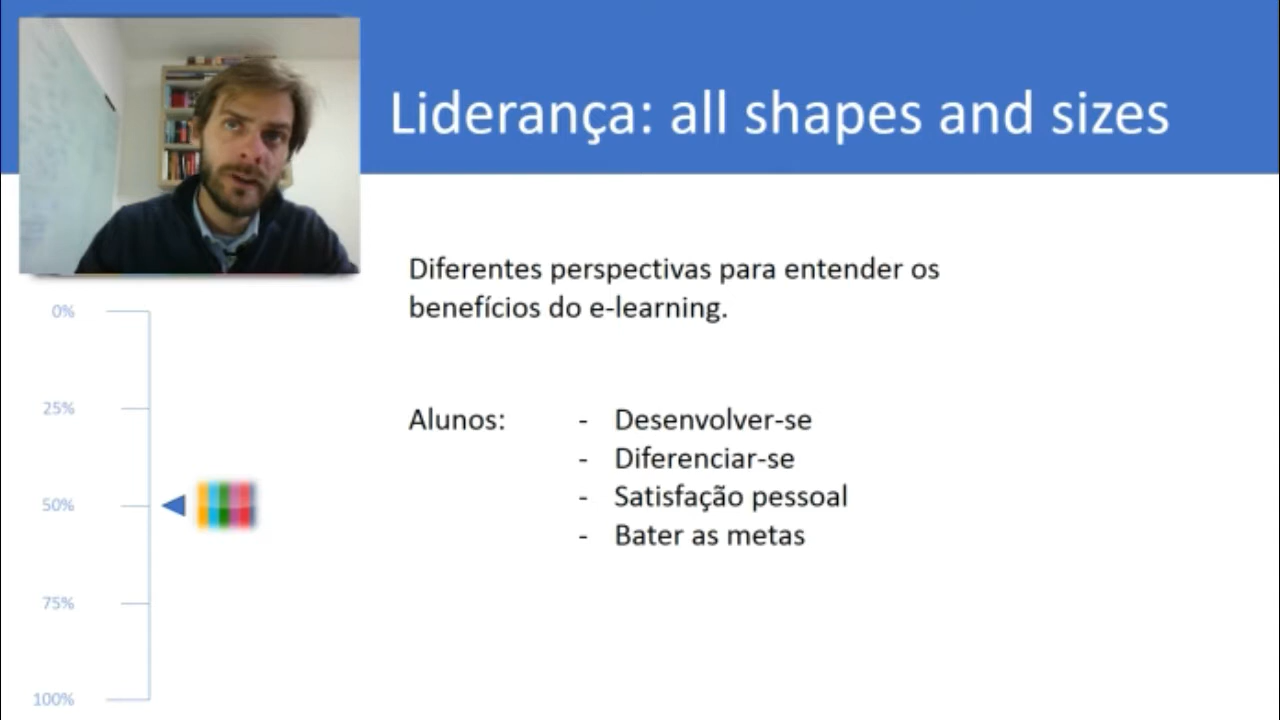 Liderança: all shapes and sizes
Diferentes perspectivas para entender os
benefícios do e-learning.
Alunos:
- Desenvolver-se
- Diferenciar-se
- Satisfação pessoal
- Bater as metas
0%
25%
50%
75%
100%